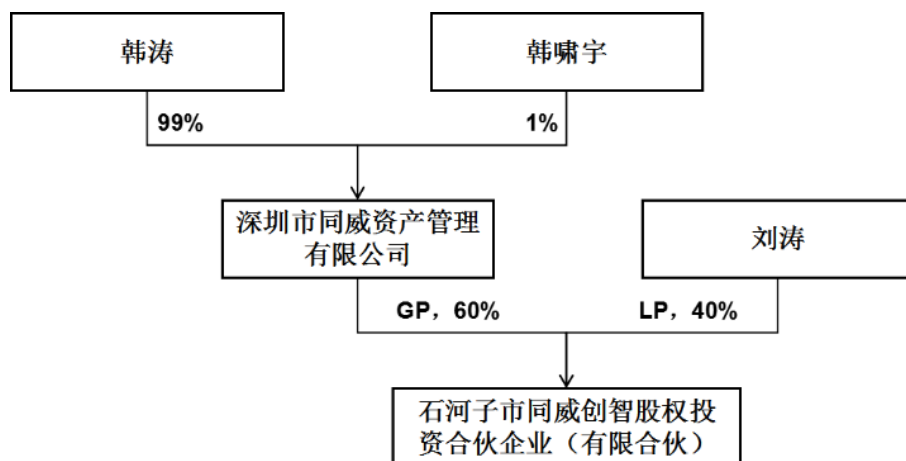 韩涛
韩啸宇
99%
1%
深圳市同威资产管理
有限公司
刘涛
GP，60%
LP，40%
石河子市同威创智股权投
资合伙企业（有限合伙）